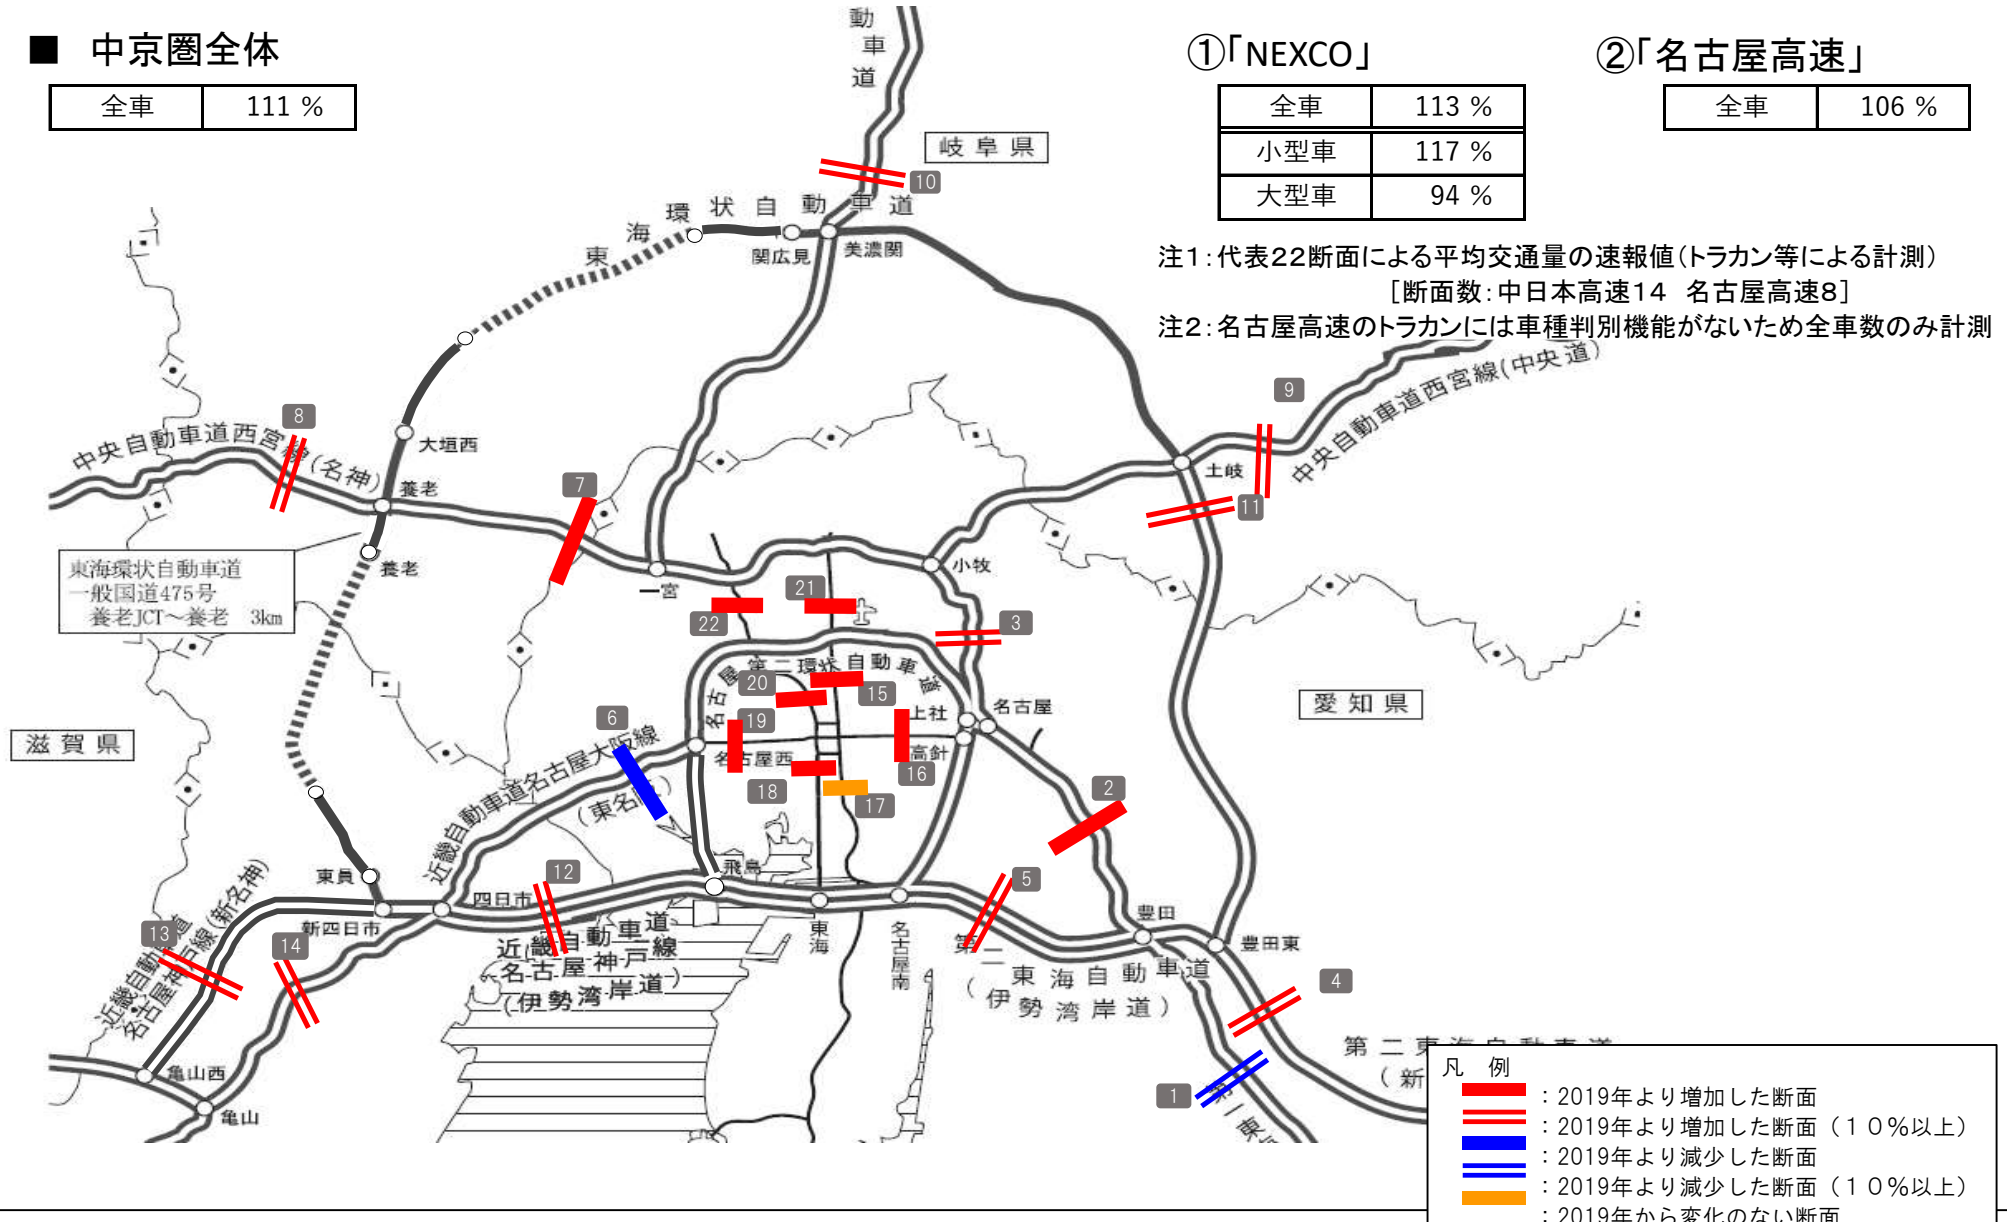 ■ 中京圏全体
全車 111 %
①「NEXCO」
全車 113 %
小型車 117 %
大型車 94 %
②「名古屋高速」
全車 106 %
注1：代表22断面による平均交通量の速報値（トラカン等による計測）
［断面数：中日本高速14 名古屋高速8］
注2：名古屋高速のトラカンには車種判別機能がないため全車数のみ計測
動車道
岐阜県
10
東海環状自動車道
関広見
美濃関
9
中央自動車道西宮線(中央道)
8
中央自動車道西宮線(名神)
大垣西
養老
7
土岐
11
養老
東海環状自動車道
一般国道475号
養老JCT～養老 3km
一宮
小牧
21
22
3
名古屋第二環状自動車道
20
15
19
上社
名古屋
愛知県
滋賀県
6
名古屋西
高針
16
近畿自動車道名古屋大阪線
(東名阪)
18
17
2
東員
飛島
12
5
四日市
新四日市
13
14
近畿自動車道
名古屋神戸線(新名神)
近畿自動車道
名古屋神戸線
(伊勢湾岸道)
東海
名古屋南
豊田
豊田東
第二東海自動車道
(伊勢湾岸道)
4
1
亀山西
亀山
第二東海自動車道
(新
第一東
凡 例
：2019年より増加した断面
：2019年より増加した断面（１０％以上）
：2019年より減少した断面
：2019年より減少した断面（１０％以上）
：2019年から変化のない断面